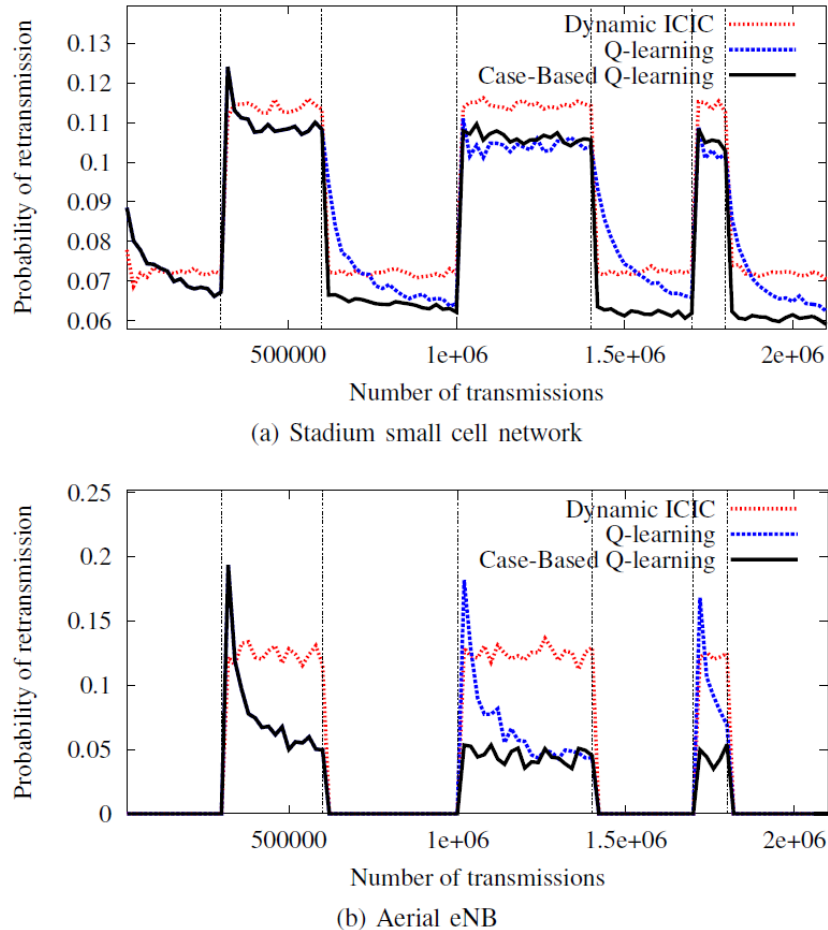 0.13
0.12
0.11
0.1
0.09
0.08
0.07
0.06
Probability of retransmission
Dynamic ICIC
Q-learning
Case-Based Q-learning
500000
1e+06
1.5e+06
2e+06
Number of transmissions
(a) Stadium small cell network
0.25
0.2
0.15
0.1
0.05
0
Probability of retransmission
Dynamic ICIC
Q-learning
Case-Based Q-learning
500000
1e+06
1.5e+06
2e+06
Number of transmissions
(b) Aerial eNB